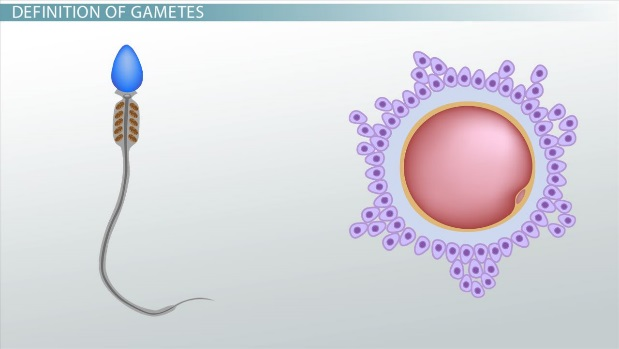 DEFINITION OF GAMETES